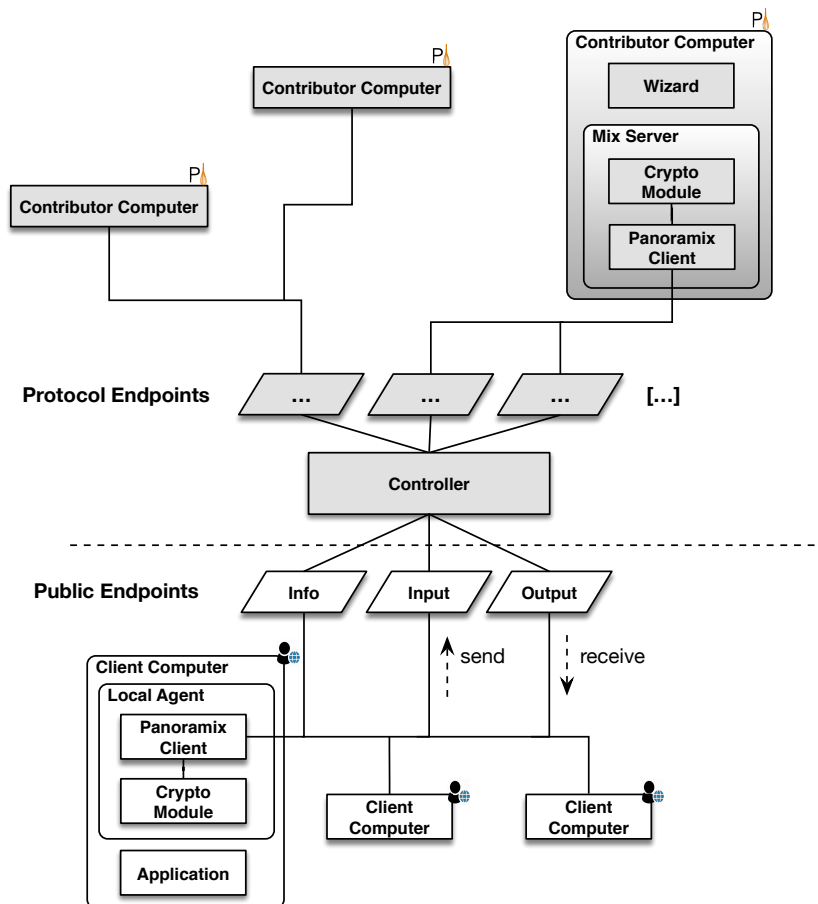 P
Contributor Computer
Wizard
Mix Server
Crypto
Module
Panoramix
Client
P
Contributor Computer
P
Contributor Computer
Protocol Endpoints
...
...
...
[...]
Controller
Public Endpoints
Info
Input
Output
send
receive
Client Computer
Local Agent
Panoramix
Client
Crypto
Module
Application
Client
Computer
Client
Computer